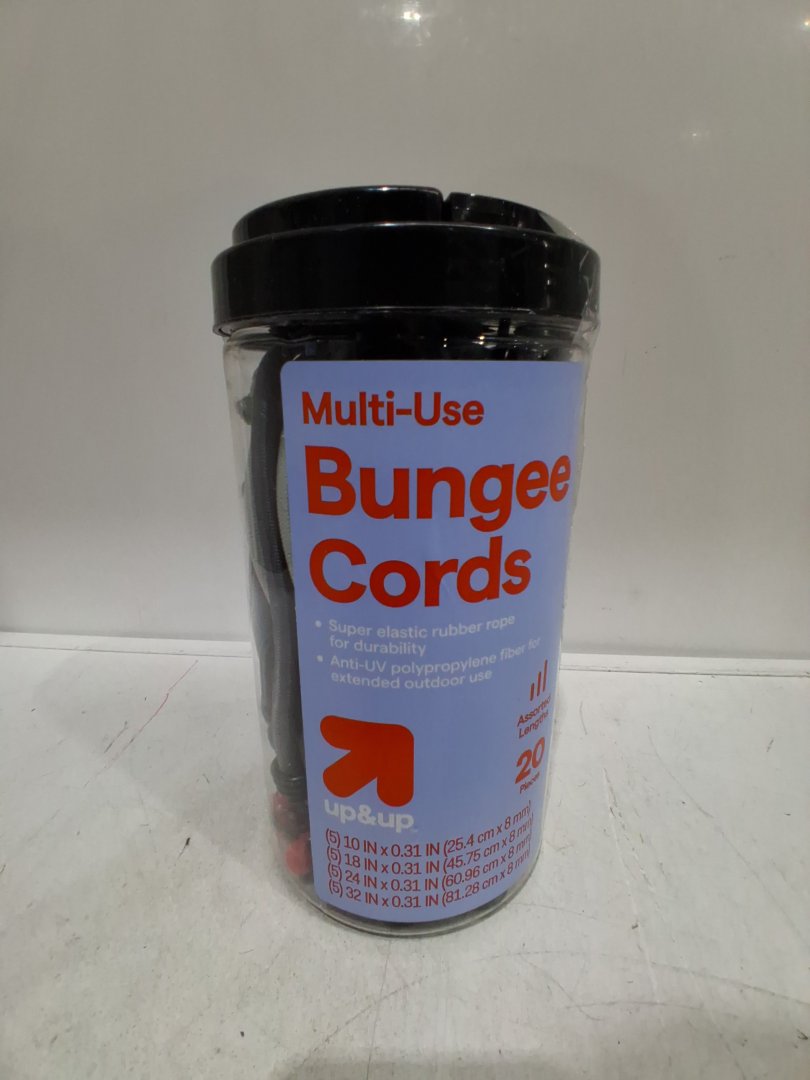 Multi-Use
Bungee
Cords
• Super elastic rubber rope
for durability
• Anti-UV polypropylene fiber for
extended outdoor use
Assorted
Lengths
20
Pieces
up&up™
(5) 10 IN x 0.31 IN (25.4 cm x 8 mm)
(5) 18 IN x 0.31 IN (45.75 cm x 8 mm)
(5) 24 IN x 0.31 IN (60.96 cm x 8 mm)
(5) 32 IN x 0.31 IN (81.28 cm x 8 mm)